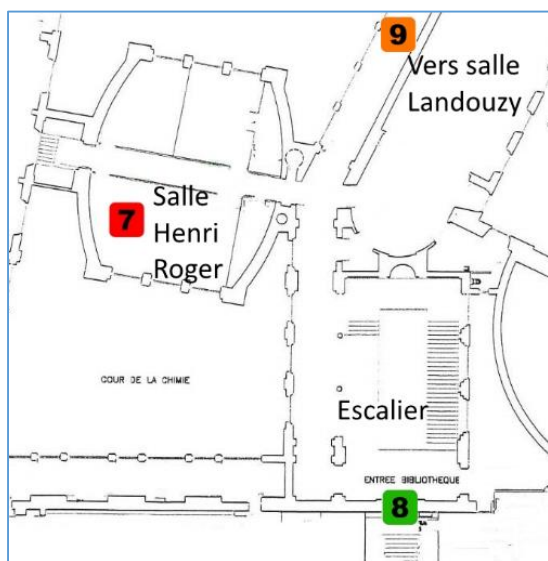 9
Vers salle
Landouzy
7
Salle
Henri
Roger
COUR DE LA CHIMIE
Escalier
ENTREE BIBLIOTHEQUE
8